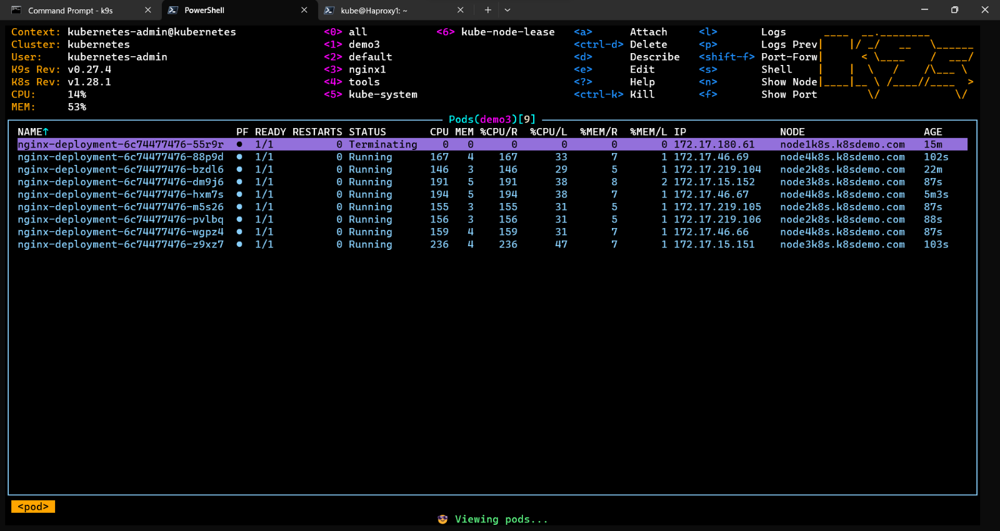 Command Prompt - k9s PowerShell kube@Haproxy1: ~
Context: kubernetes-admin@kubernetes <0> all <6> kube-node-lease <a> Attach <l> Logs
Cluster: kubernetes <1> demo3 <ctrl-d> Delete <p> Logs Prev
User: kubernetes-admin <2> default <d> Describe <shift-f> Port-Forw
K9s Rev: v0.27.4 <3> nginx1 <e> Edit <s> Shell
K8s Rev: v1.28.1 <4> tools <?> Help <n> Show Node
CPU: 14% <5> kube-system <ctrl-k> Kill <f> Show Port
MEM: 53%
Pods(demo3)[9]
NAME↑ PF READY RESTARTS STATUS CPU MEM %CPU/R %CPU/L %MEM/R %MEM/L IP NODE AGE
nginx-deployment-6c74477476-55r9r ● 1/1 0 Terminating 0 0 0 0 0 0 172.17.180.61 node1k8s.k8sdemo.com 15m
nginx-deployment-6c74477476-88p9d ● 1/1 0 Running 167 4 167 33 7 1 172.17.46.69 node4k8s.k8sdemo.com 102s
nginx-deployment-6c74477476-bzdl6 ● 1/1 0 Running 146 3 146 29 5 1 172.17.219.104 node2k8s.k8sdemo.com 22m
nginx-deployment-6c74477476-dm9j6 ● 1/1 0 Running 191 5 191 38 8 2 172.17.15.152 node3k8s.k8sdemo.com 87s
nginx-deployment-6c74477476-hxm7s ● 1/1 0 Running 194 5 194 38 7 1 172.17.46.67 node4k8s.k8sdemo.com 5m3s
nginx-deployment-6c74477476-m5s26 ● 1/1 0 Running 155 3 155 31 5 1 172.17.219.105 node2k8s.k8sdemo.com 87s
nginx-deployment-6c74477476-pvlbq ● 1/1 0 Running 156 3 156 31 5 1 172.17.219.106 node2k8s.k8sdemo.com 88s
nginx-deployment-6c74477476-wgpz4 ● 1/1 0 Running 159 4 159 31 7 1 172.17.46.66 node4k8s.k8sdemo.com 87s
nginx-deployment-6c74477476-z9xz7 ● 1/1 0 Running 236 4 236 47 7 1 172.17.15.151 node3k8s.k8sdemo.com 103s
<pod>
😎 Viewing pods...